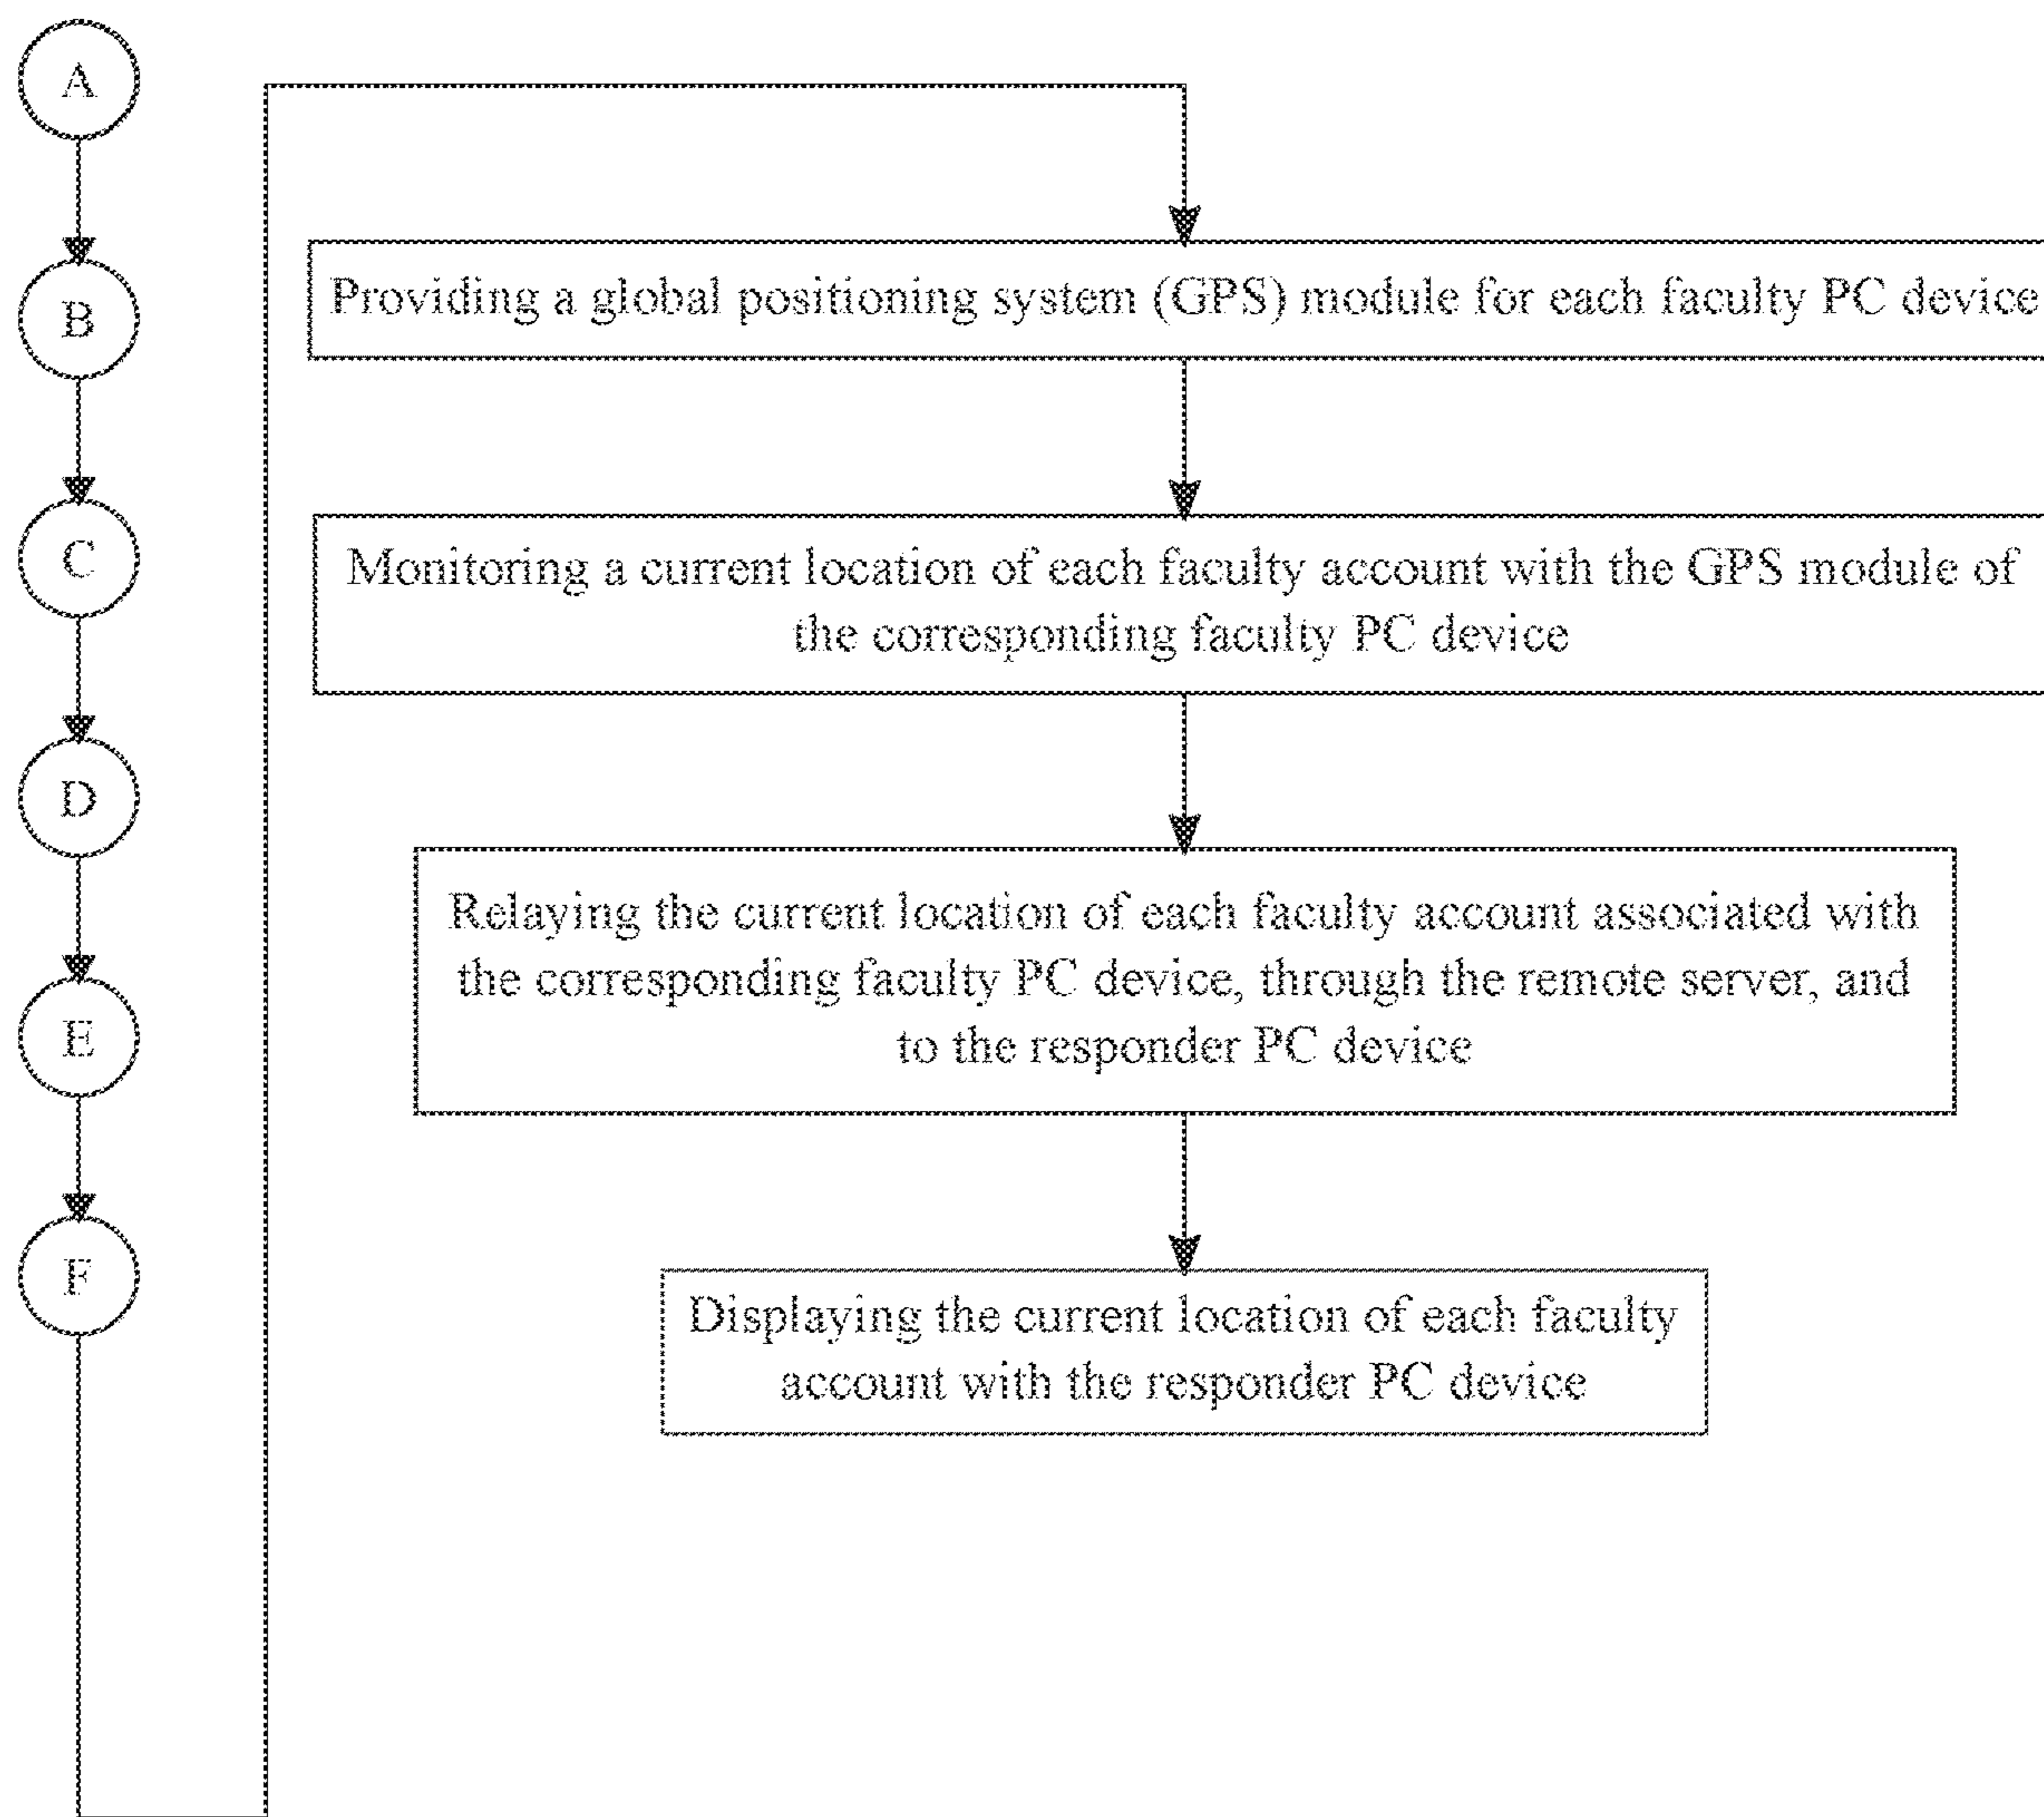 A
B
C
D
E
F
Providing a global positioning system (GPS) module for each faculty PC device
Monitoring a current location of each faculty account with the GPS module of
the corresponding faculty PC device
Relaying the current location of each faculty account associated with
the corresponding faculty PC device, through the remote server, and
to the responder PC device
Displaying the current location of each faculty
account with the responder PC device